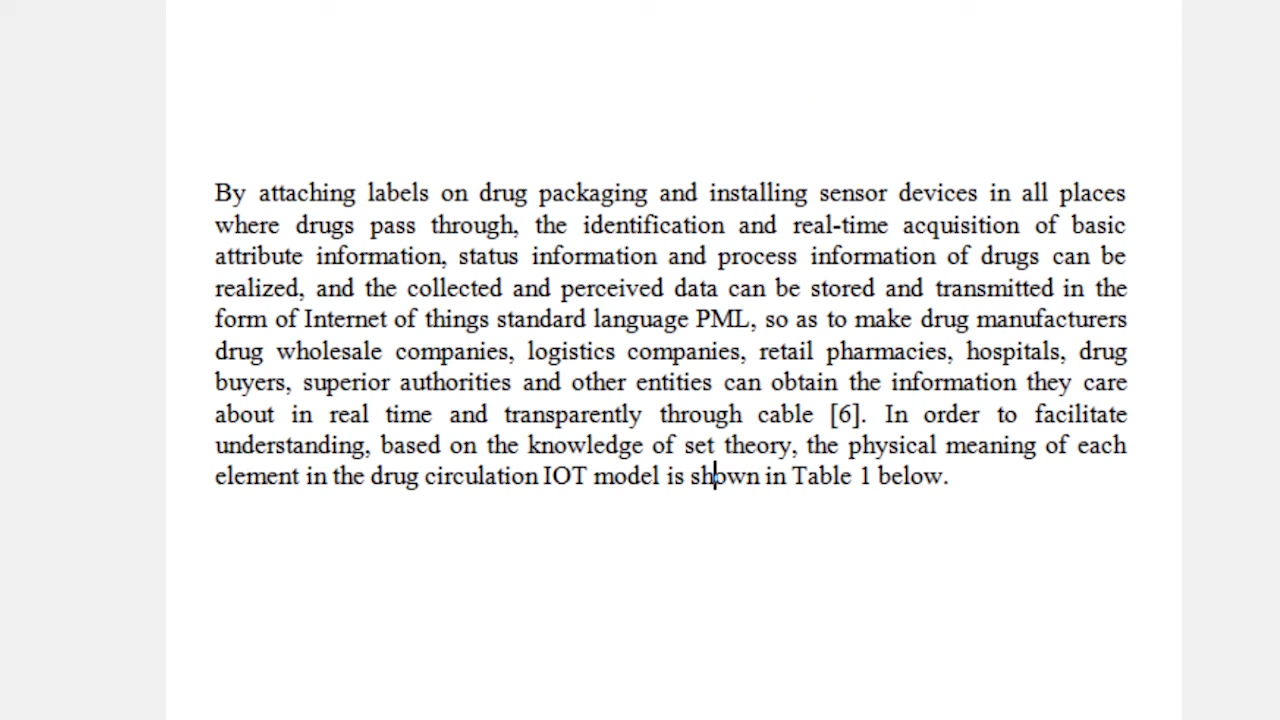 By attaching labels on drug packaging and installing sensor devices in all places
where drugs pass through, the identification and real-time acquisition of basic
attribute information, status information and process information of drugs can be
realized, and the collected and perceived data can be stored and transmitted in the
form of Internet of things standard language PML, so as to make drug manufacturers
drug wholesale companies, logistics companies, retail pharmacies, hospitals, drug
buyers, superior authorities and other entities can obtain the information they care
about in real time and transparently through cable [6]. In order to facilitate
understanding, based on the knowledge of set theory, the physical meaning of each
element in the drug circulation IOT model is shown in Table 1 below.